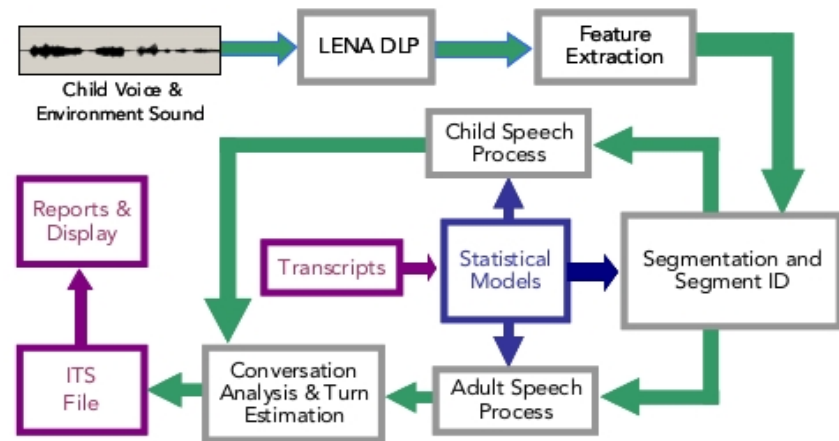 LENA DLP
Feature
Extraction
Child Voice &
Environment Sound
Child Speech
Process
Reports &
Display
Transcripts
Statistical
Models
Segmentation and
Segment ID
ITS
File
Conversation
Analysis & Turn
Estimation
Adult Speech
Process